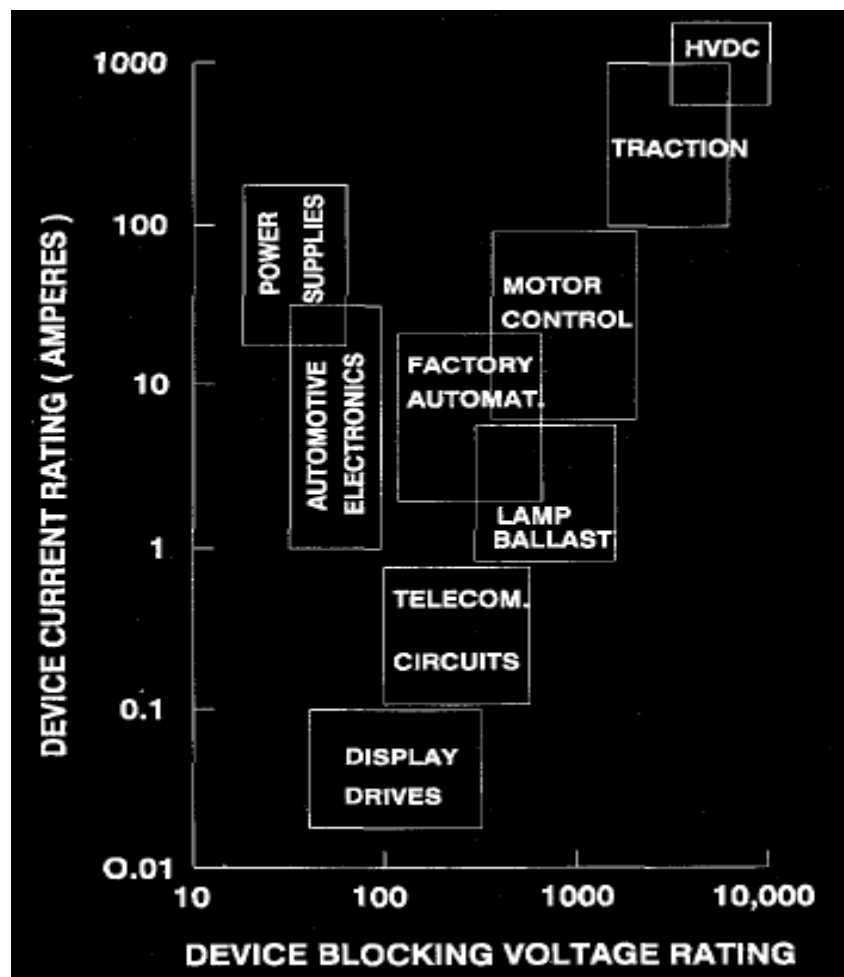 HVDC
1000
TRACTION
POWER
SUPPLIES
100
MOTOR
CONTROL
FACTORY
AUTOMAT.
10
AUTOMOTIVE
ELECTRONICS
LAMP
BALLAST
1
TELECOM.
CIRCUITS
0.1
DISPLAY
DRIVES
0.01
10
100
1000
10,000
DEVICE CURRENT RATING ( AMPERES )
DEVICE BLOCKING VOLTAGE RATING